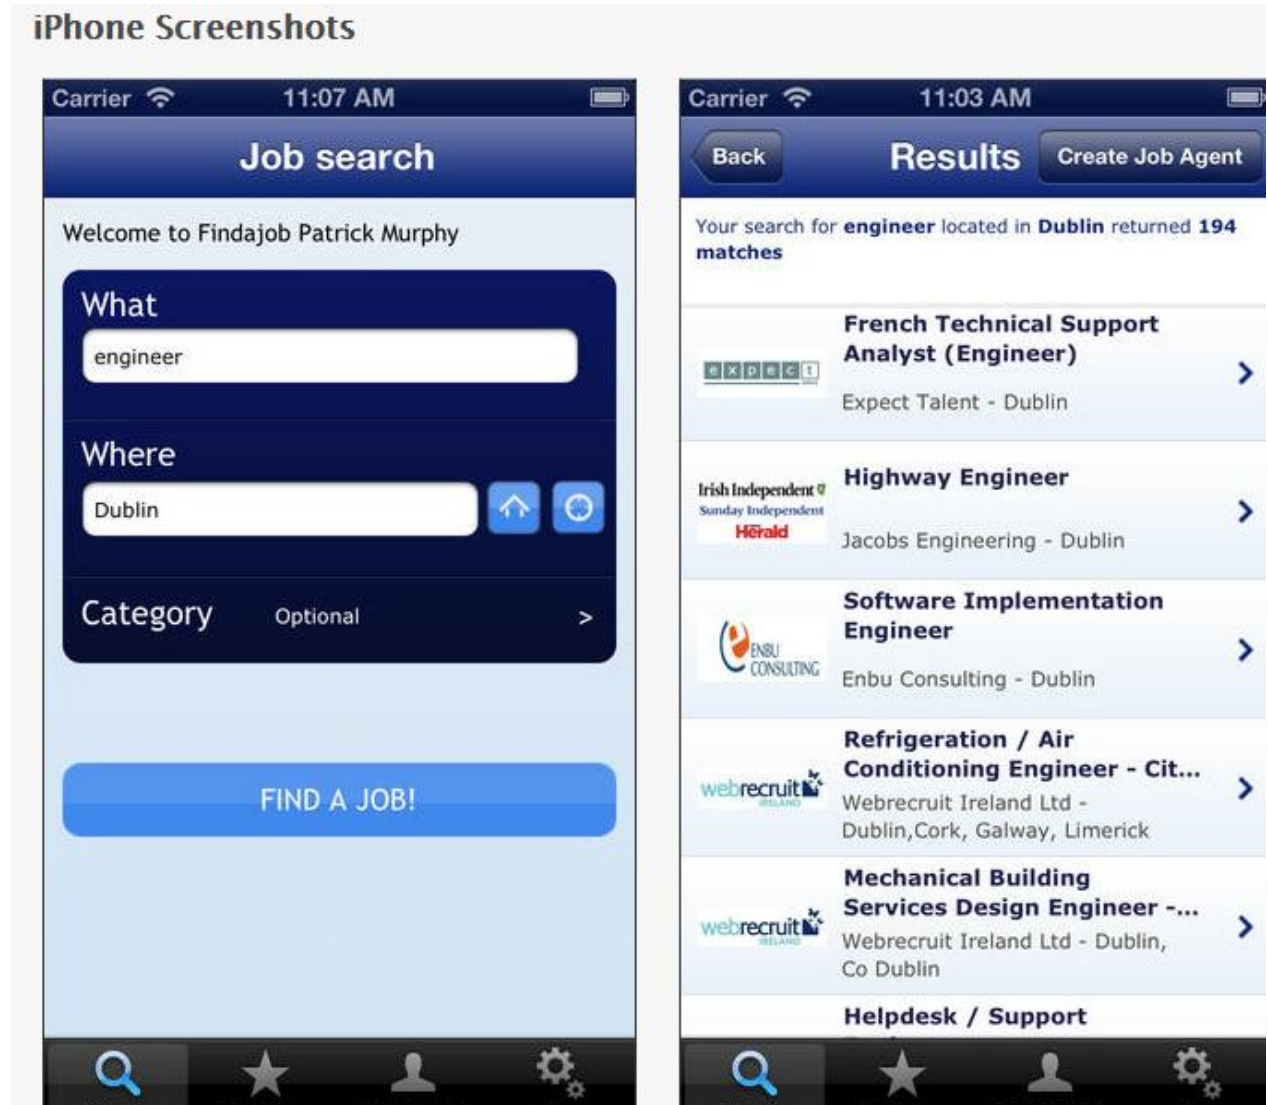 iPhone Screenshots
Carrier 11:07 AM
Job search
Welcome to Findajob Patrick Murphy
What
engineer
Where
Dublin
Category Optional >
FIND A JOB!
Carrier 11:03 AM
Back Results Create Job Agent
Your search for engineer located in Dublin returned 194
matches
expect
French Technical Support
Analyst (Engineer)
Expect Talent - Dublin
Irish Independent
Sunday Independent
Herald
Highway Engineer
Jacobs Engineering - Dublin
ENBU
CONSULTING
Software Implementation
Engineer
Enbu Consulting - Dublin
webrecruit
IRELAND
Refrigeration / Air
Conditioning Engineer - Cit...
Webrecruit Ireland Ltd -
Dublin,Cork, Galway, Limerick
webrecruit
IRELAND
Mechanical Building
Services Design Engineer -...
Webrecruit Ireland Ltd - Dublin,
Co Dublin
Helpdesk / Support